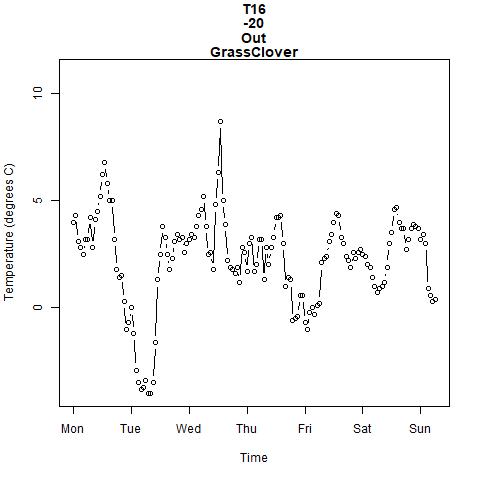 T16
-20
Out
GrassClover
10
5
0
Temperature (degrees C)
Mon Tue Wed Thu Fri Sat Sun
Time